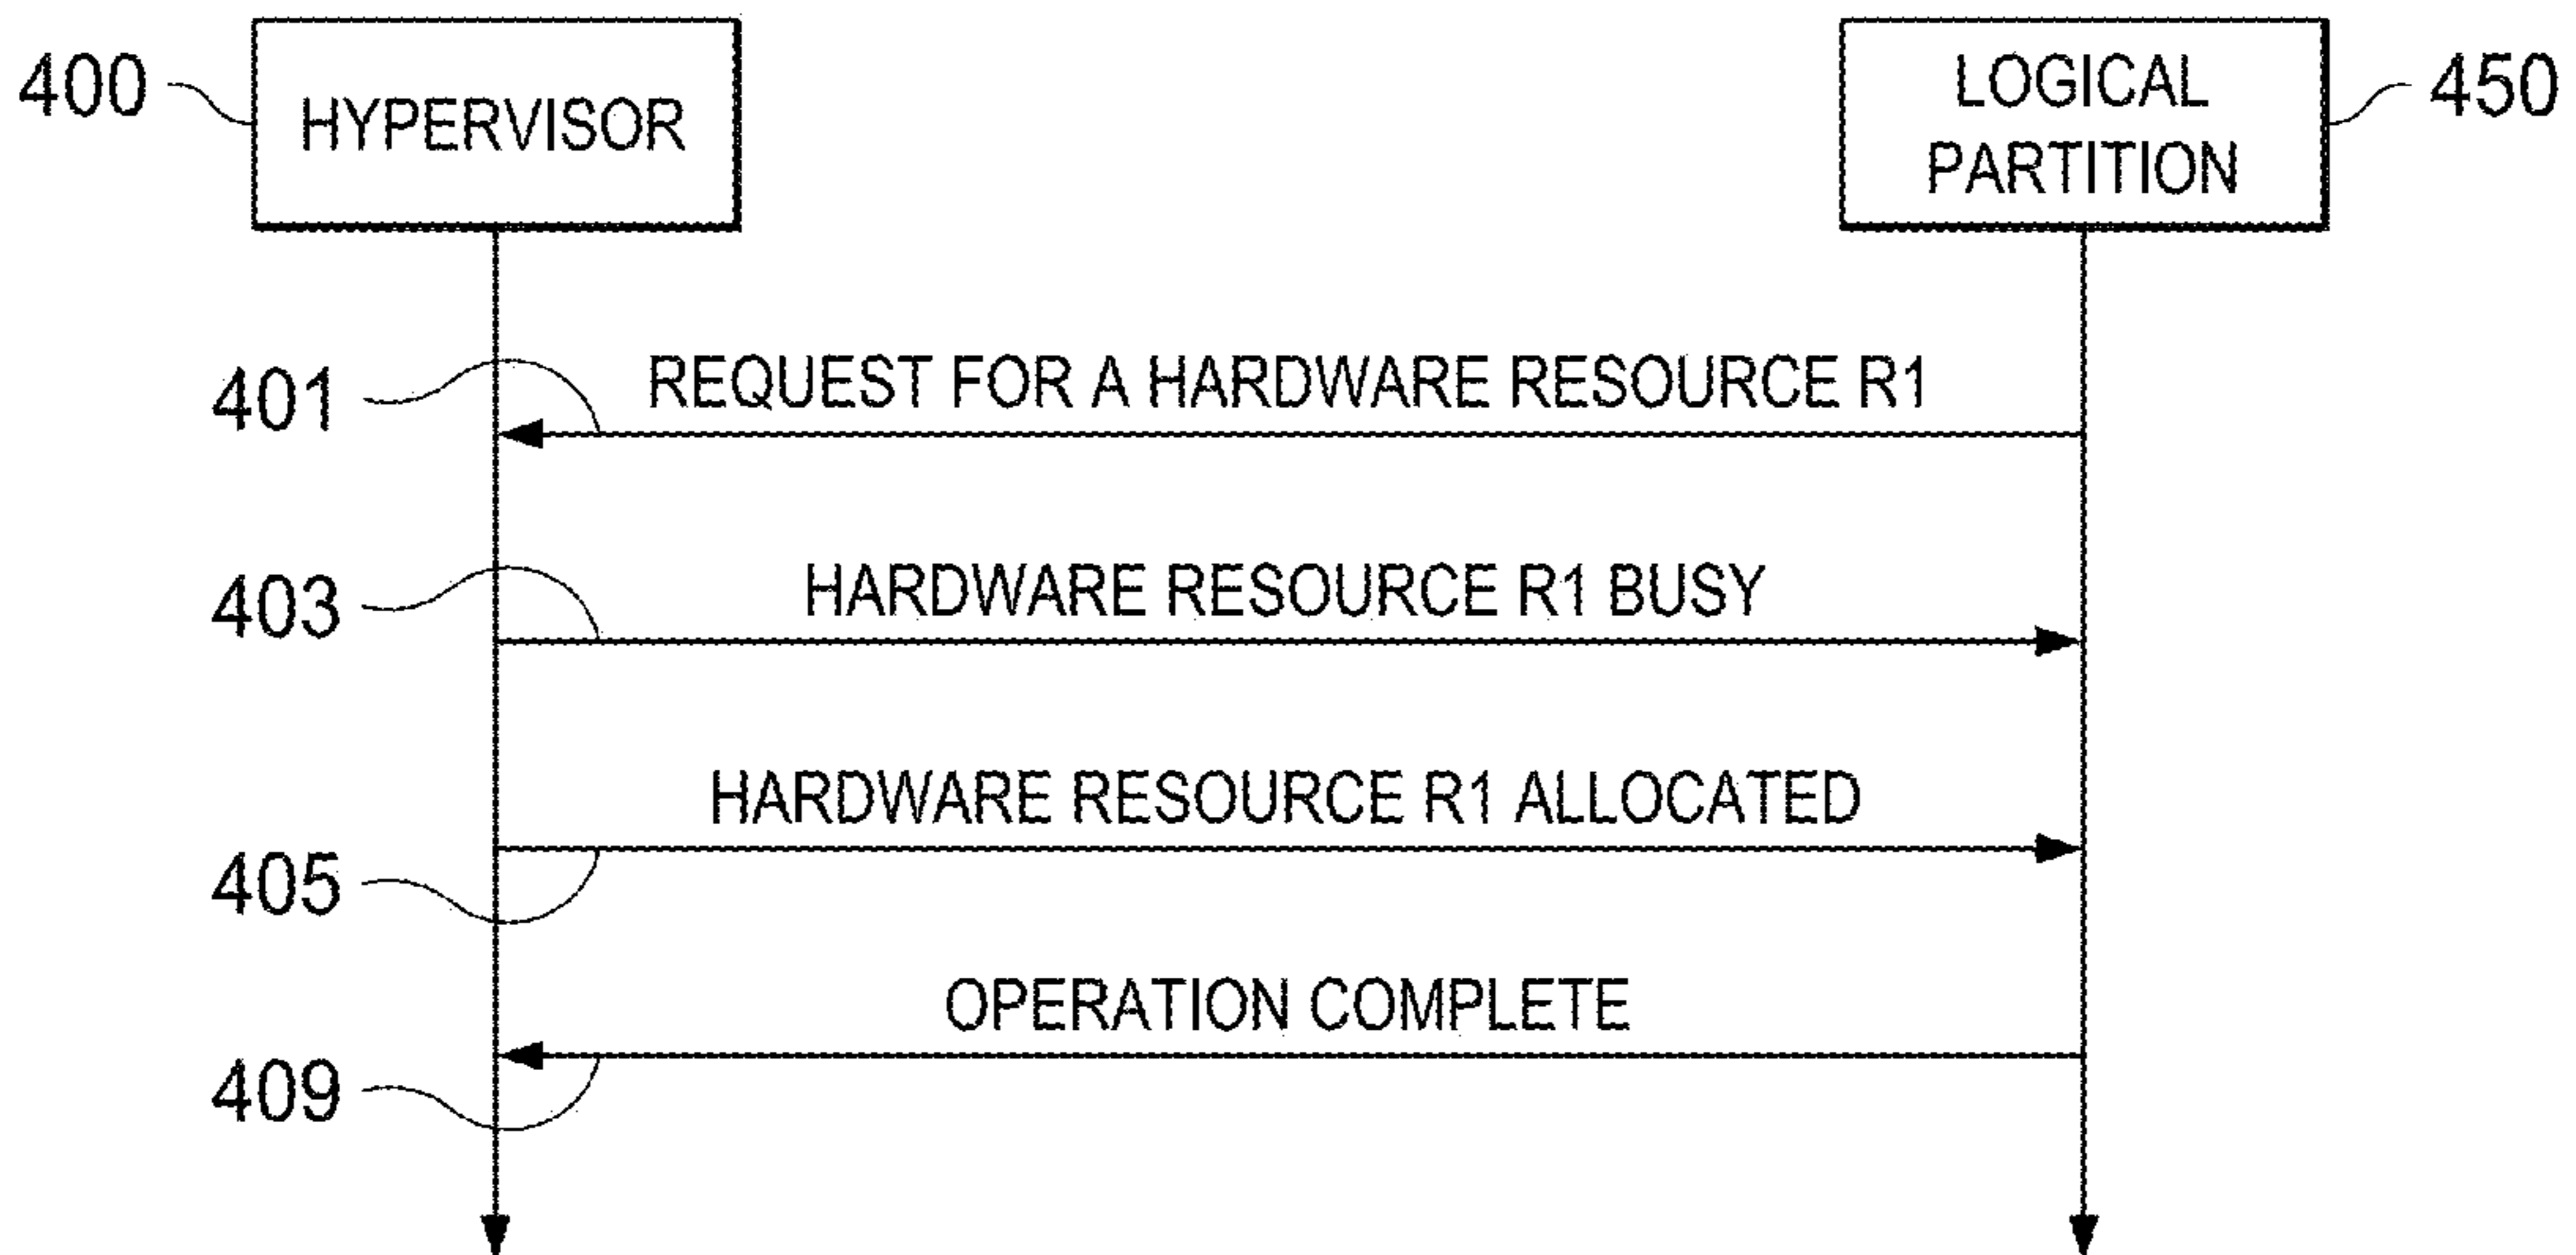 400
HYPERVISOR
LOGICAL
PARTITION
450
401
REQUEST FOR A HARDWARE RESOURCE R1
403
HARDWARE RESOURCE R1 BUSY
HARDWARE RESOURCE R1 ALLOCATED
405
OPERATION COMPLETE
409